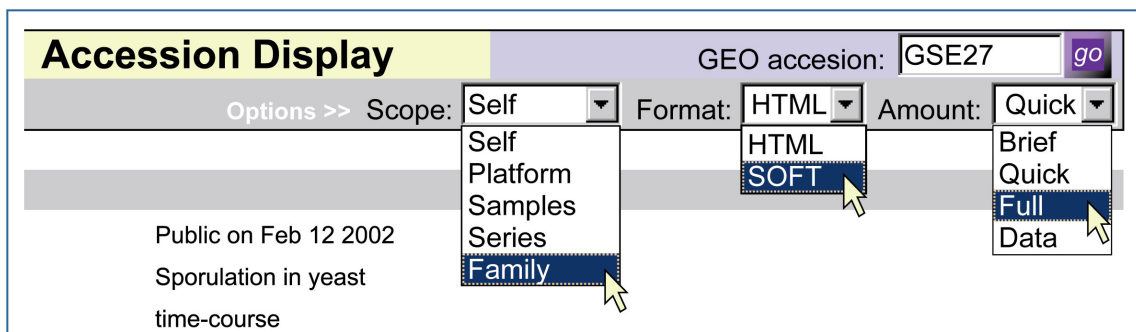 Accession Display GEO accesion: GSE27 go
Options >> Scope: Self Format: HTML Amount: Quick
Self HTML Brief
Platform SOFT Quick
Samples Full
Series Data
Family
Public on Feb 12 2002
Sporulation in yeast
time-course